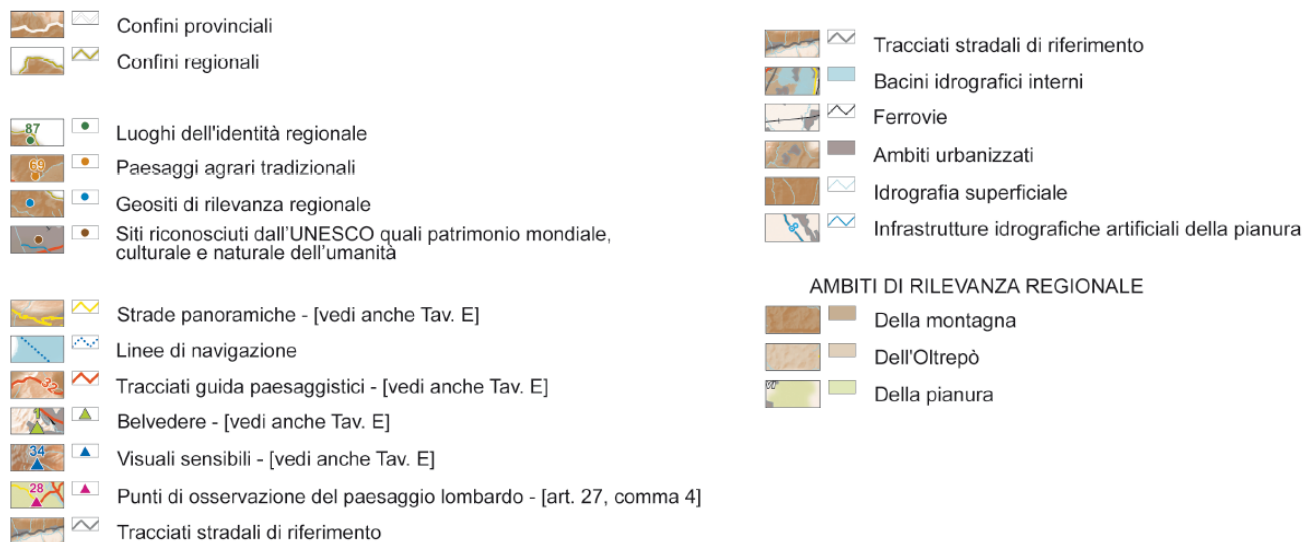 Confini provinciali
Confini regionali
87
Luoghi dell'identità regionale
69
Paesaggi agrari tradizionali
Geositi di rilevanza regionale
Siti riconosciuti dall'UNESCO quali patrimonio mondiale,
culturale e naturale dell'umanità
Strade panoramiche - [vedi anche Tav. E]
Linee di navigazione
32
Tracciati guida paesaggistici - [vedi anche Tav. E]
Belvedere - [vedi anche Tav. E]
34
Visuali sensibili - [vedi anche Tav. E]
28
Punti di osservazione del paesaggio lombardo - [art. 27, comma 4]
Tracciati stradali di riferimento
Tracciati stradali di riferimento
Bacini idrografici interni
Ferrovie
Ambiti urbanizzati
Idrografia superficiale
Infrastrutture idrografiche artificiali della pianura
AMBITI DI RILEVANZA REGIONALE
Della montagna
Dell'Oltrepò
Della pianura